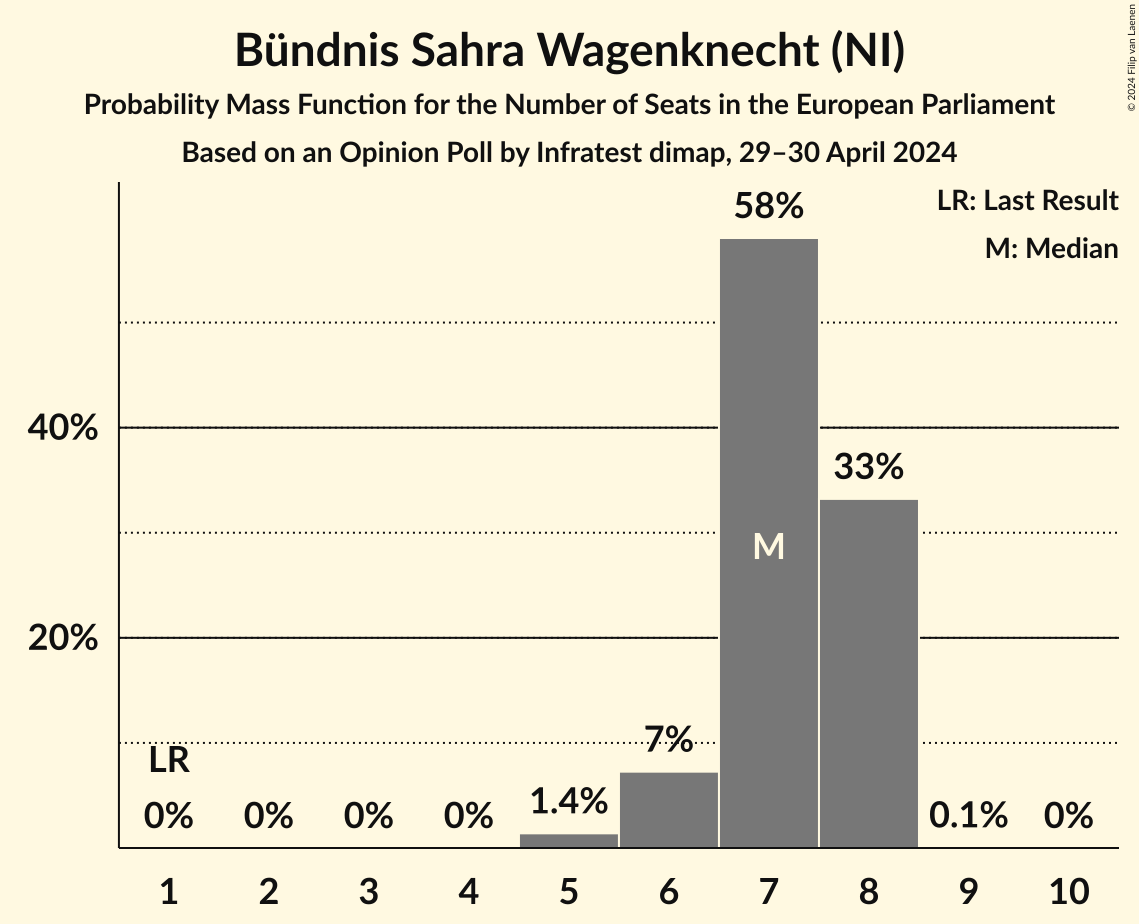 Bündnis Sahra Wagenknecht (NI)
Probability Mass Function for the Number of Seats in the European Parliament
Based on an Opinion Poll by Infratest dimap, 29–30 April 2024
© 2024 Filip van Laenen
LR: Last Result
M: Median
58%
40%
33%
M
20%
7%
LR
1.4%
0% 0% 0% 0% 0.1% 0%
1 2 3 4 5 6 7 8 9 10